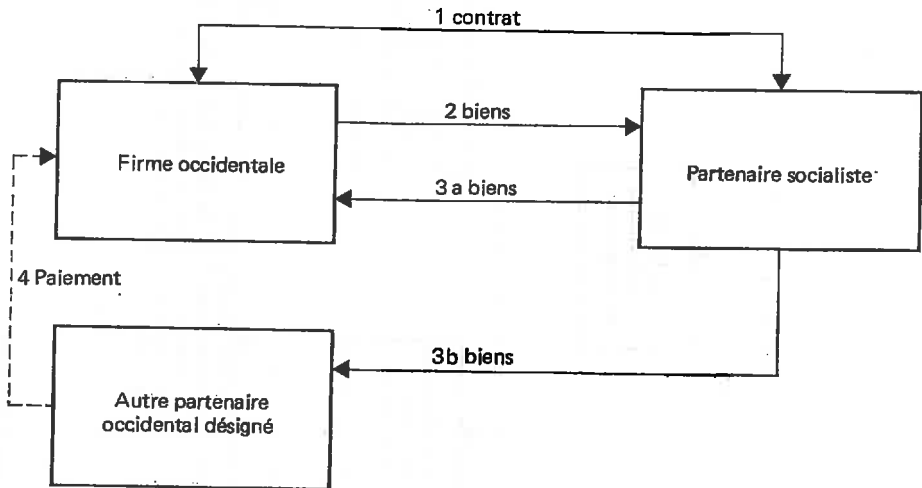 1 contrat
2 biens
Firme occidentale
Partenaire socialiste
3 a biens
4 Paiement
3b biens
Autre partenaire
occidental désigné